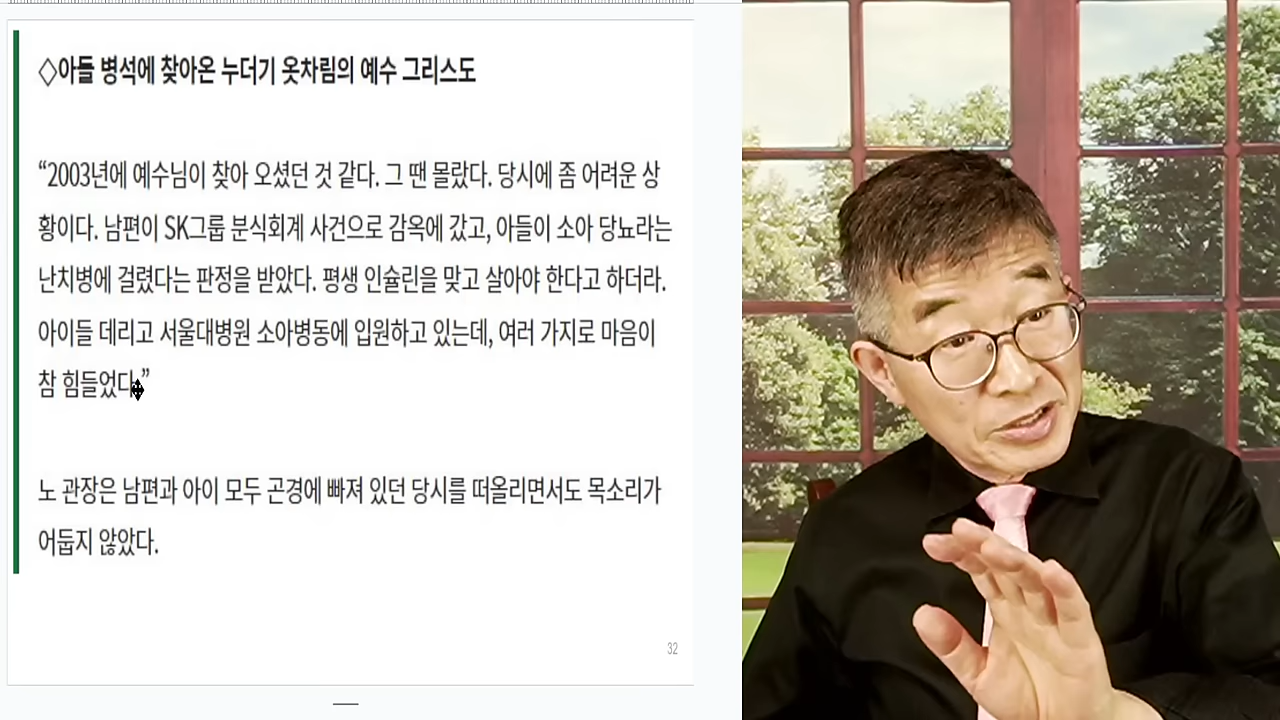 ◇아들 병석에 찾아온 누더기 옷차림의 예수 그리스도
“2003년에 예수님이 찾아 오셨던 것 같다. 그 땐 몰랐다. 당시에 좀 어려운 상
황이다. 남편이 SK그룹 분식회계 사건으로 감옥에 갔고, 아들이 소아 당뇨라는
난치병에 걸렸다는 판정을 받았다. 평생 인슐린을 맞고 살아야 한다고 하더라.
아이들 데리고 서울대병원 소아병동에 입원하고 있는데, 여러 가지로 마음이
참 힘들었다.”
노 관장은 남편과 아이 모두 곤경에 빠져 있던 당시를 떠올리면서도 목소리가
어둡지 않았다.
32